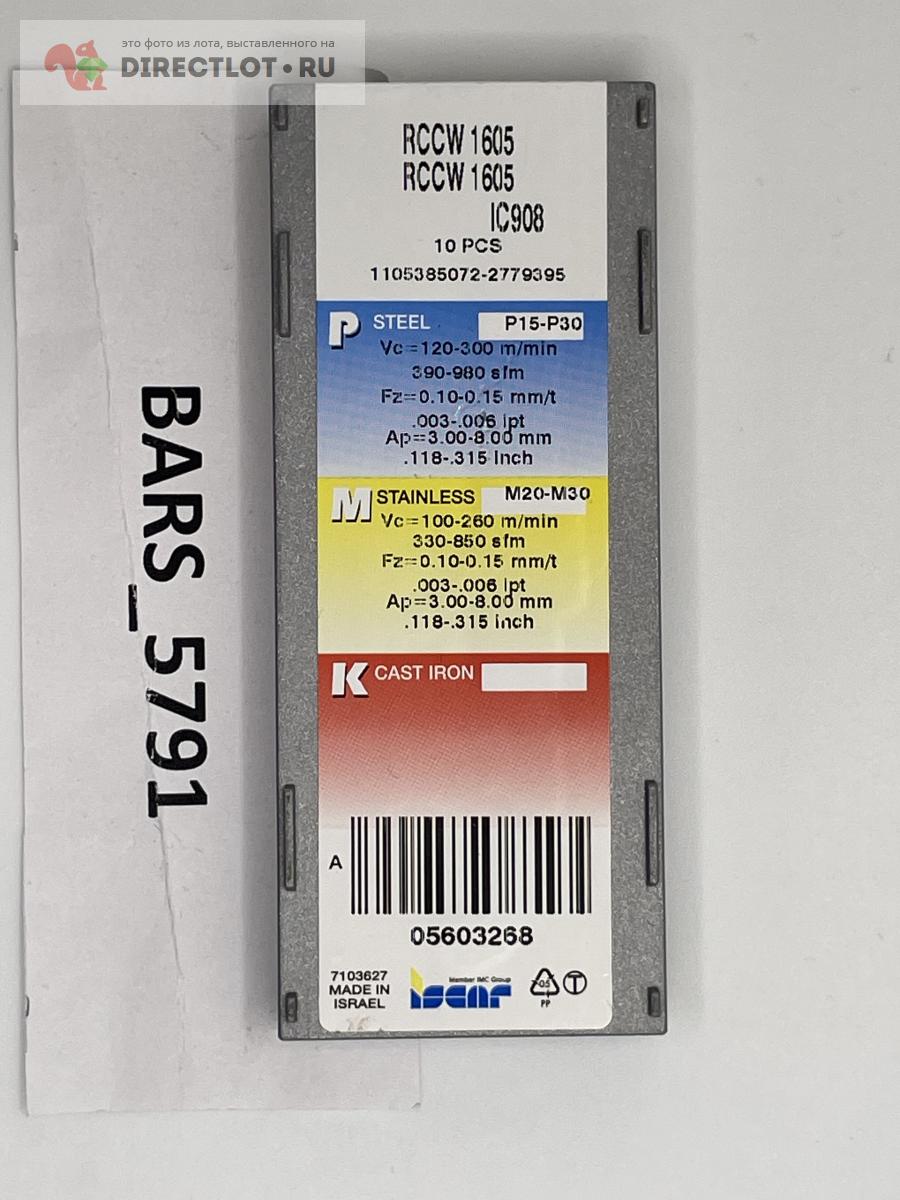 это фото из лота, выставленного на
DIRECTLOT•RU
BARS_5791
RCCW 1605
RCCW 1605
IC908
10 PCS
1105385072-2779395
P STEEL P15-P30
Vc=120-300 m/min
390-980 sfm
Fz=0.10-0.15 mm/t
.003-.006 ipt
Ap=3.00-8.00 mm
.118-.315 inch
M STAINLESS M20-M30
Vc=100-260 m/min
330-850 sfm
Fz=0.10-0.15 mm/t
.003-.006 ipt
Ap=3.00-8.00 mm
.118-.315 inch
K CAST IRON
A
05603268
7103627
MADE IN
ISRAEL
Member IMC Group
iscar
05
PP
T